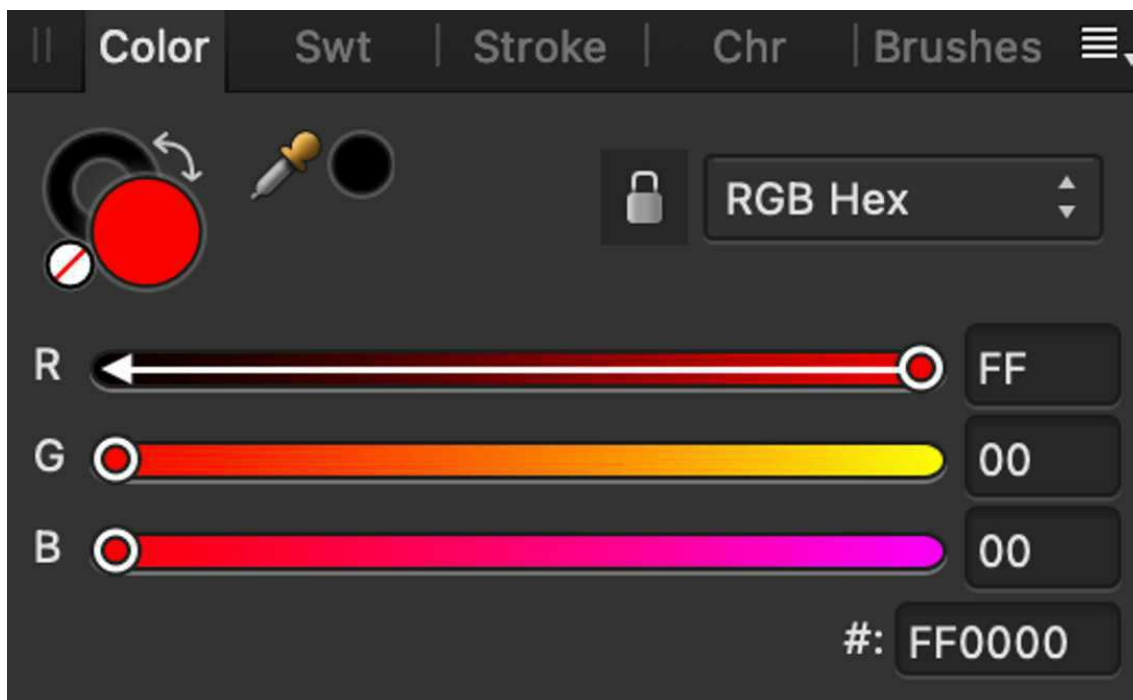 Color Swt Stroke Chr Brushes
RGB Hex
R FF
G 00
B 00
#: FF0000